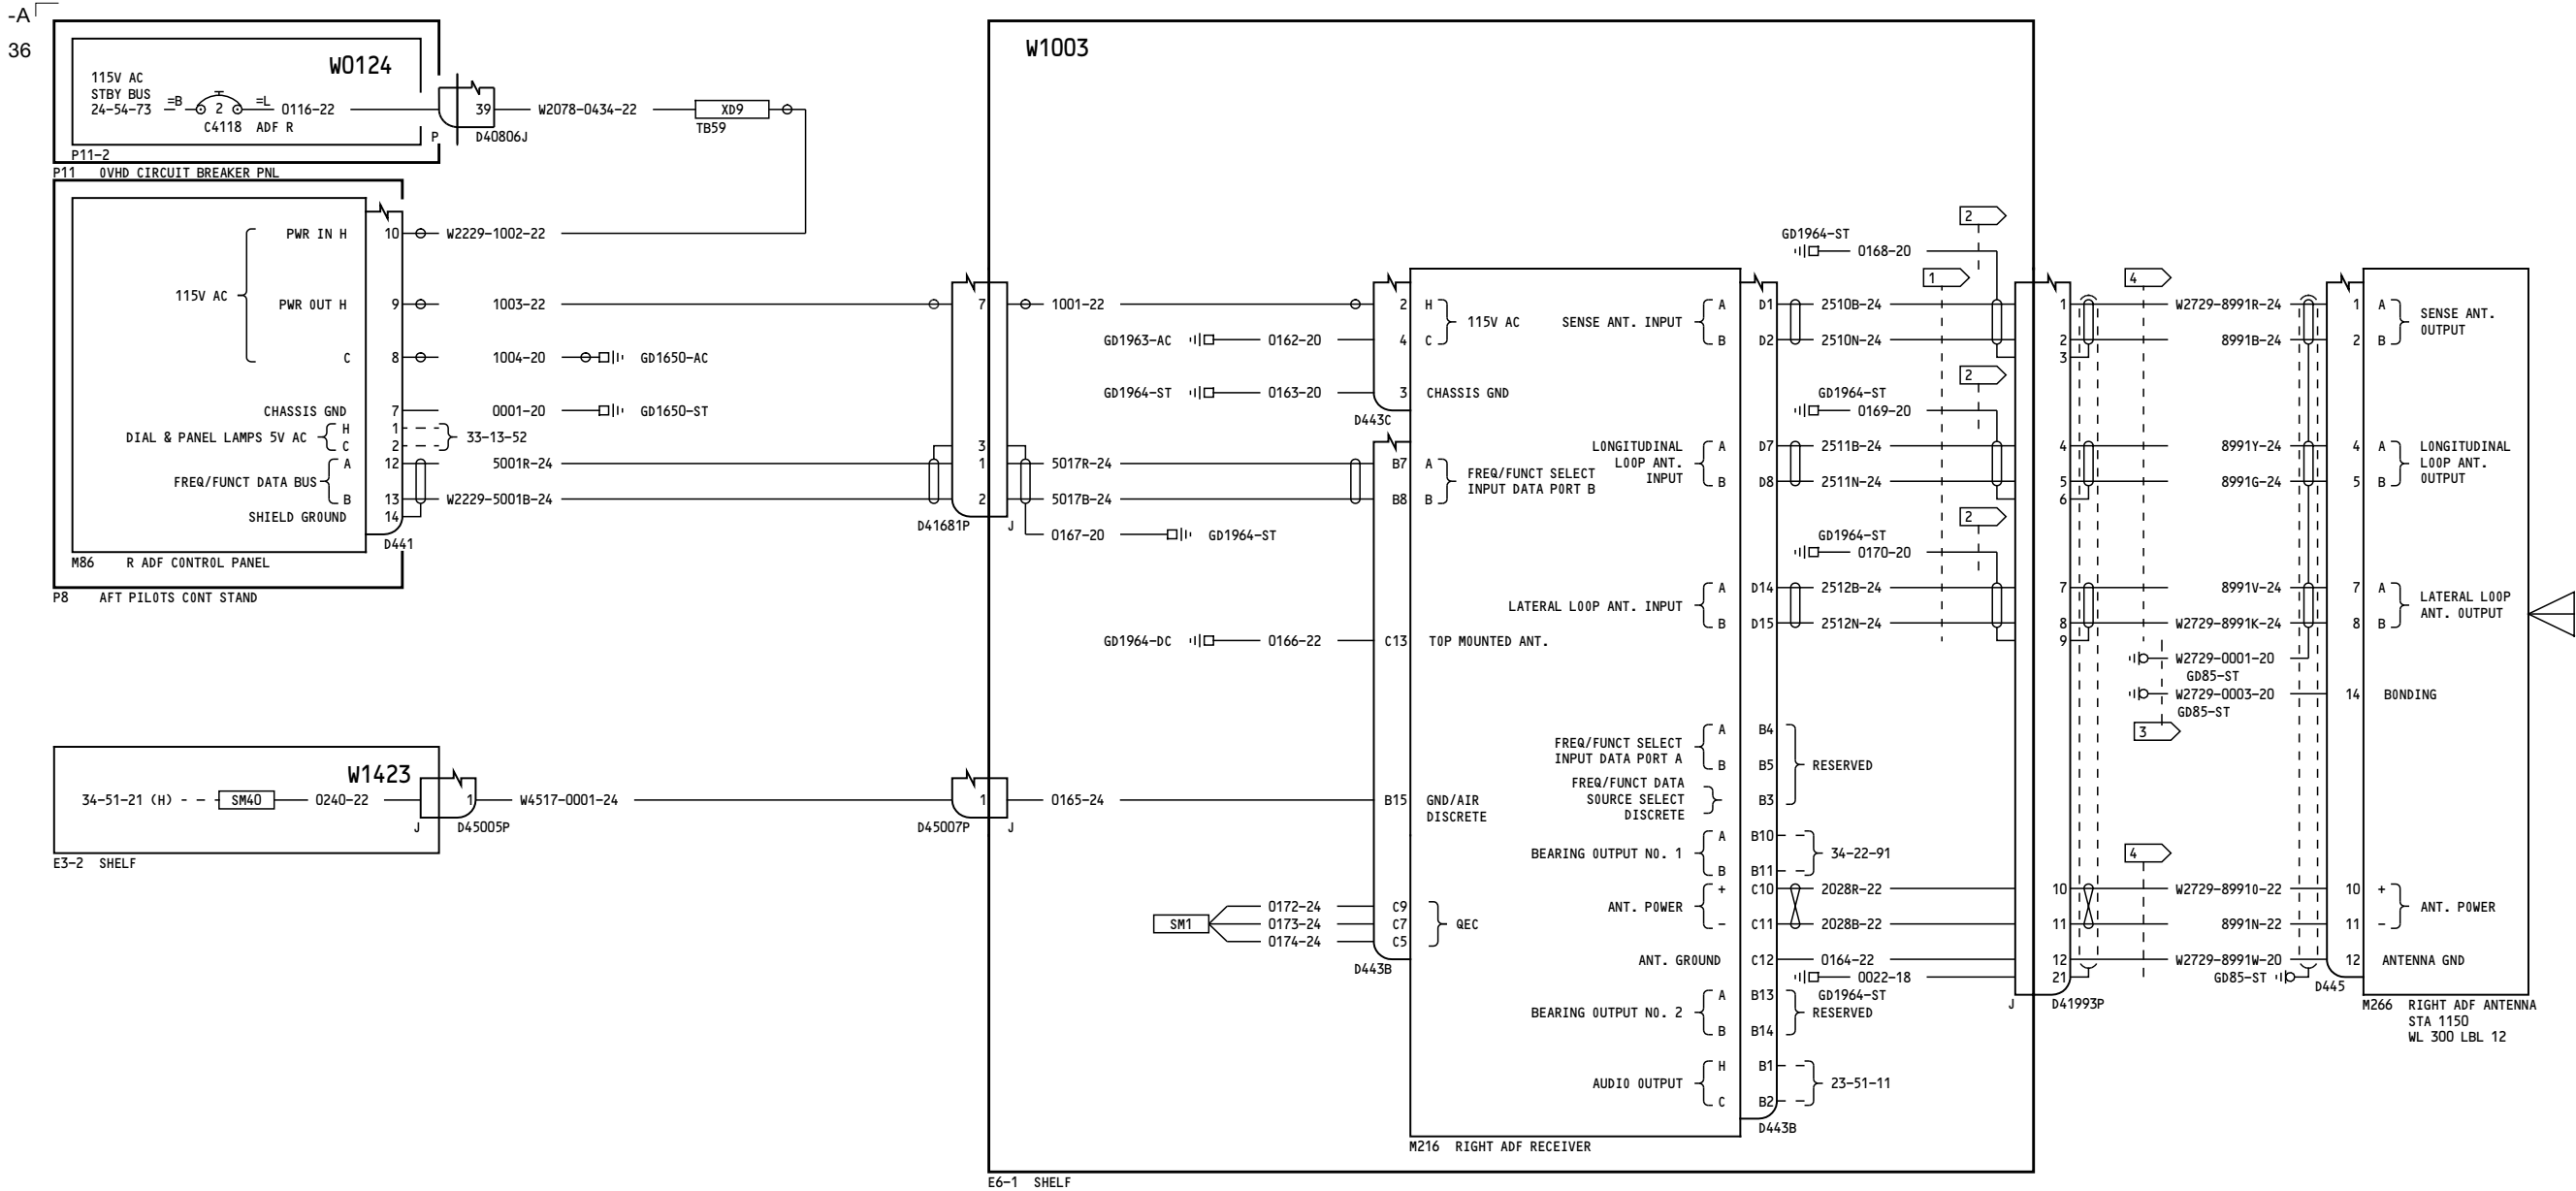 -A
36
W0124
115V AC
STBY BUS
24-54-73 =B 2 =L 0116-22
C4118 ADF R
P
P11-2
P11 OVHD CIRCUIT BREAKER PNL
39
D40806J
W2078-0434-22
XD9
TB59
PWR IN H 10 W2229-1002-22
115V AC
PWR OUT H 9 1003-22
C 8 1004-20 GD1650-AC
CHASSIS GND 7 0001-20 GD1650-ST
DIAL & PANEL LAMPS 5V AC
H 1
C 2
33-13-52
A 12 5001R-24
FREQ/FUNCT DATA BUS
B 13 W2229-5001B-24
SHIELD GROUND 14
D441
M86 R ADF CONTROL PANEL
P8 AFT PILOTS CONT STAND
W1423
34-51-21 (H) SM40 0240-22
1 W4517-0001-24
J D45005P
E3-2 SHELF
W1003
7 1001-22
3
1 5017R-24
2 5017B-24
D41681P J
0167-20 GD1964-ST
1 0165-24
D45007P J
2 H
115V AC
GD1963-AC 0162-20 4 C
GD1964-ST 0163-20 3 CHASSIS GND
D443C
B7 A
FREQ/FUNCT SELECT
INPUT DATA PORT B
B8 B
GD1964-DC 0166-22 C13 TOP MOUNTED ANT.
B15 GND/AIR
DISCRETE
SM1
0172-24 C9
0173-24 C7 QEC
0174-24 C5
D443B
SENSE ANT. INPUT
A D1 2510B-24
B D2 2510N-24
LONGITUDINAL
LOOP ANT.
INPUT
A D7 2511B-24
B D8 2511N-24
LATERAL LOOP ANT. INPUT
A D14 2512B-24
B D15 2512N-24
FREQ/FUNCT SELECT
INPUT DATA PORT A
A B4
B B5
RESERVED
FREQ/FUNCT DATA
SOURCE SELECT
DISCRETE
B3
BEARING OUTPUT NO. 1
A B10
B B11
34-22-91
ANT. POWER
+ C10 2028R-22
- C11 2028B-22
ANT. GROUND C12 0164-22
0022-18
GD1964-ST
BEARING OUTPUT NO. 2
A B13
B B14
RESERVED
AUDIO OUTPUT
H B1
C B2
23-51-11
D443B
M216 RIGHT ADF RECEIVER
E6-1 SHELF
GD1964-ST
0168-20
2
1
2
GD1964-ST
0169-20
2
GD1964-ST
0170-20
4
1 W2729-8991R-24 1 A
2 8991B-24 2 B
3
SENSE ANT.
OUTPUT
4 8991Y-24 4 A
5 8991G-24 5 B
6
LONGITUDINAL
LOOP ANT.
OUTPUT
7 8991V-24 7 A
8 W2729-8991K-24 8 B
9
LATERAL LOOP
ANT. OUTPUT
W2729-0001-20
GD85-ST
W2729-0003-20 14 BONDING
GD85-ST
3
4
10 W2729-8991O-22 10 +
11 8991N-22 11 -
ANT. POWER
12 W2729-8991W-20 12 ANTENNA GND
21 GD85-ST
J D41993P
D445
M266 RIGHT ADF ANTENNA
STA 1150
WL 300 LBL 12